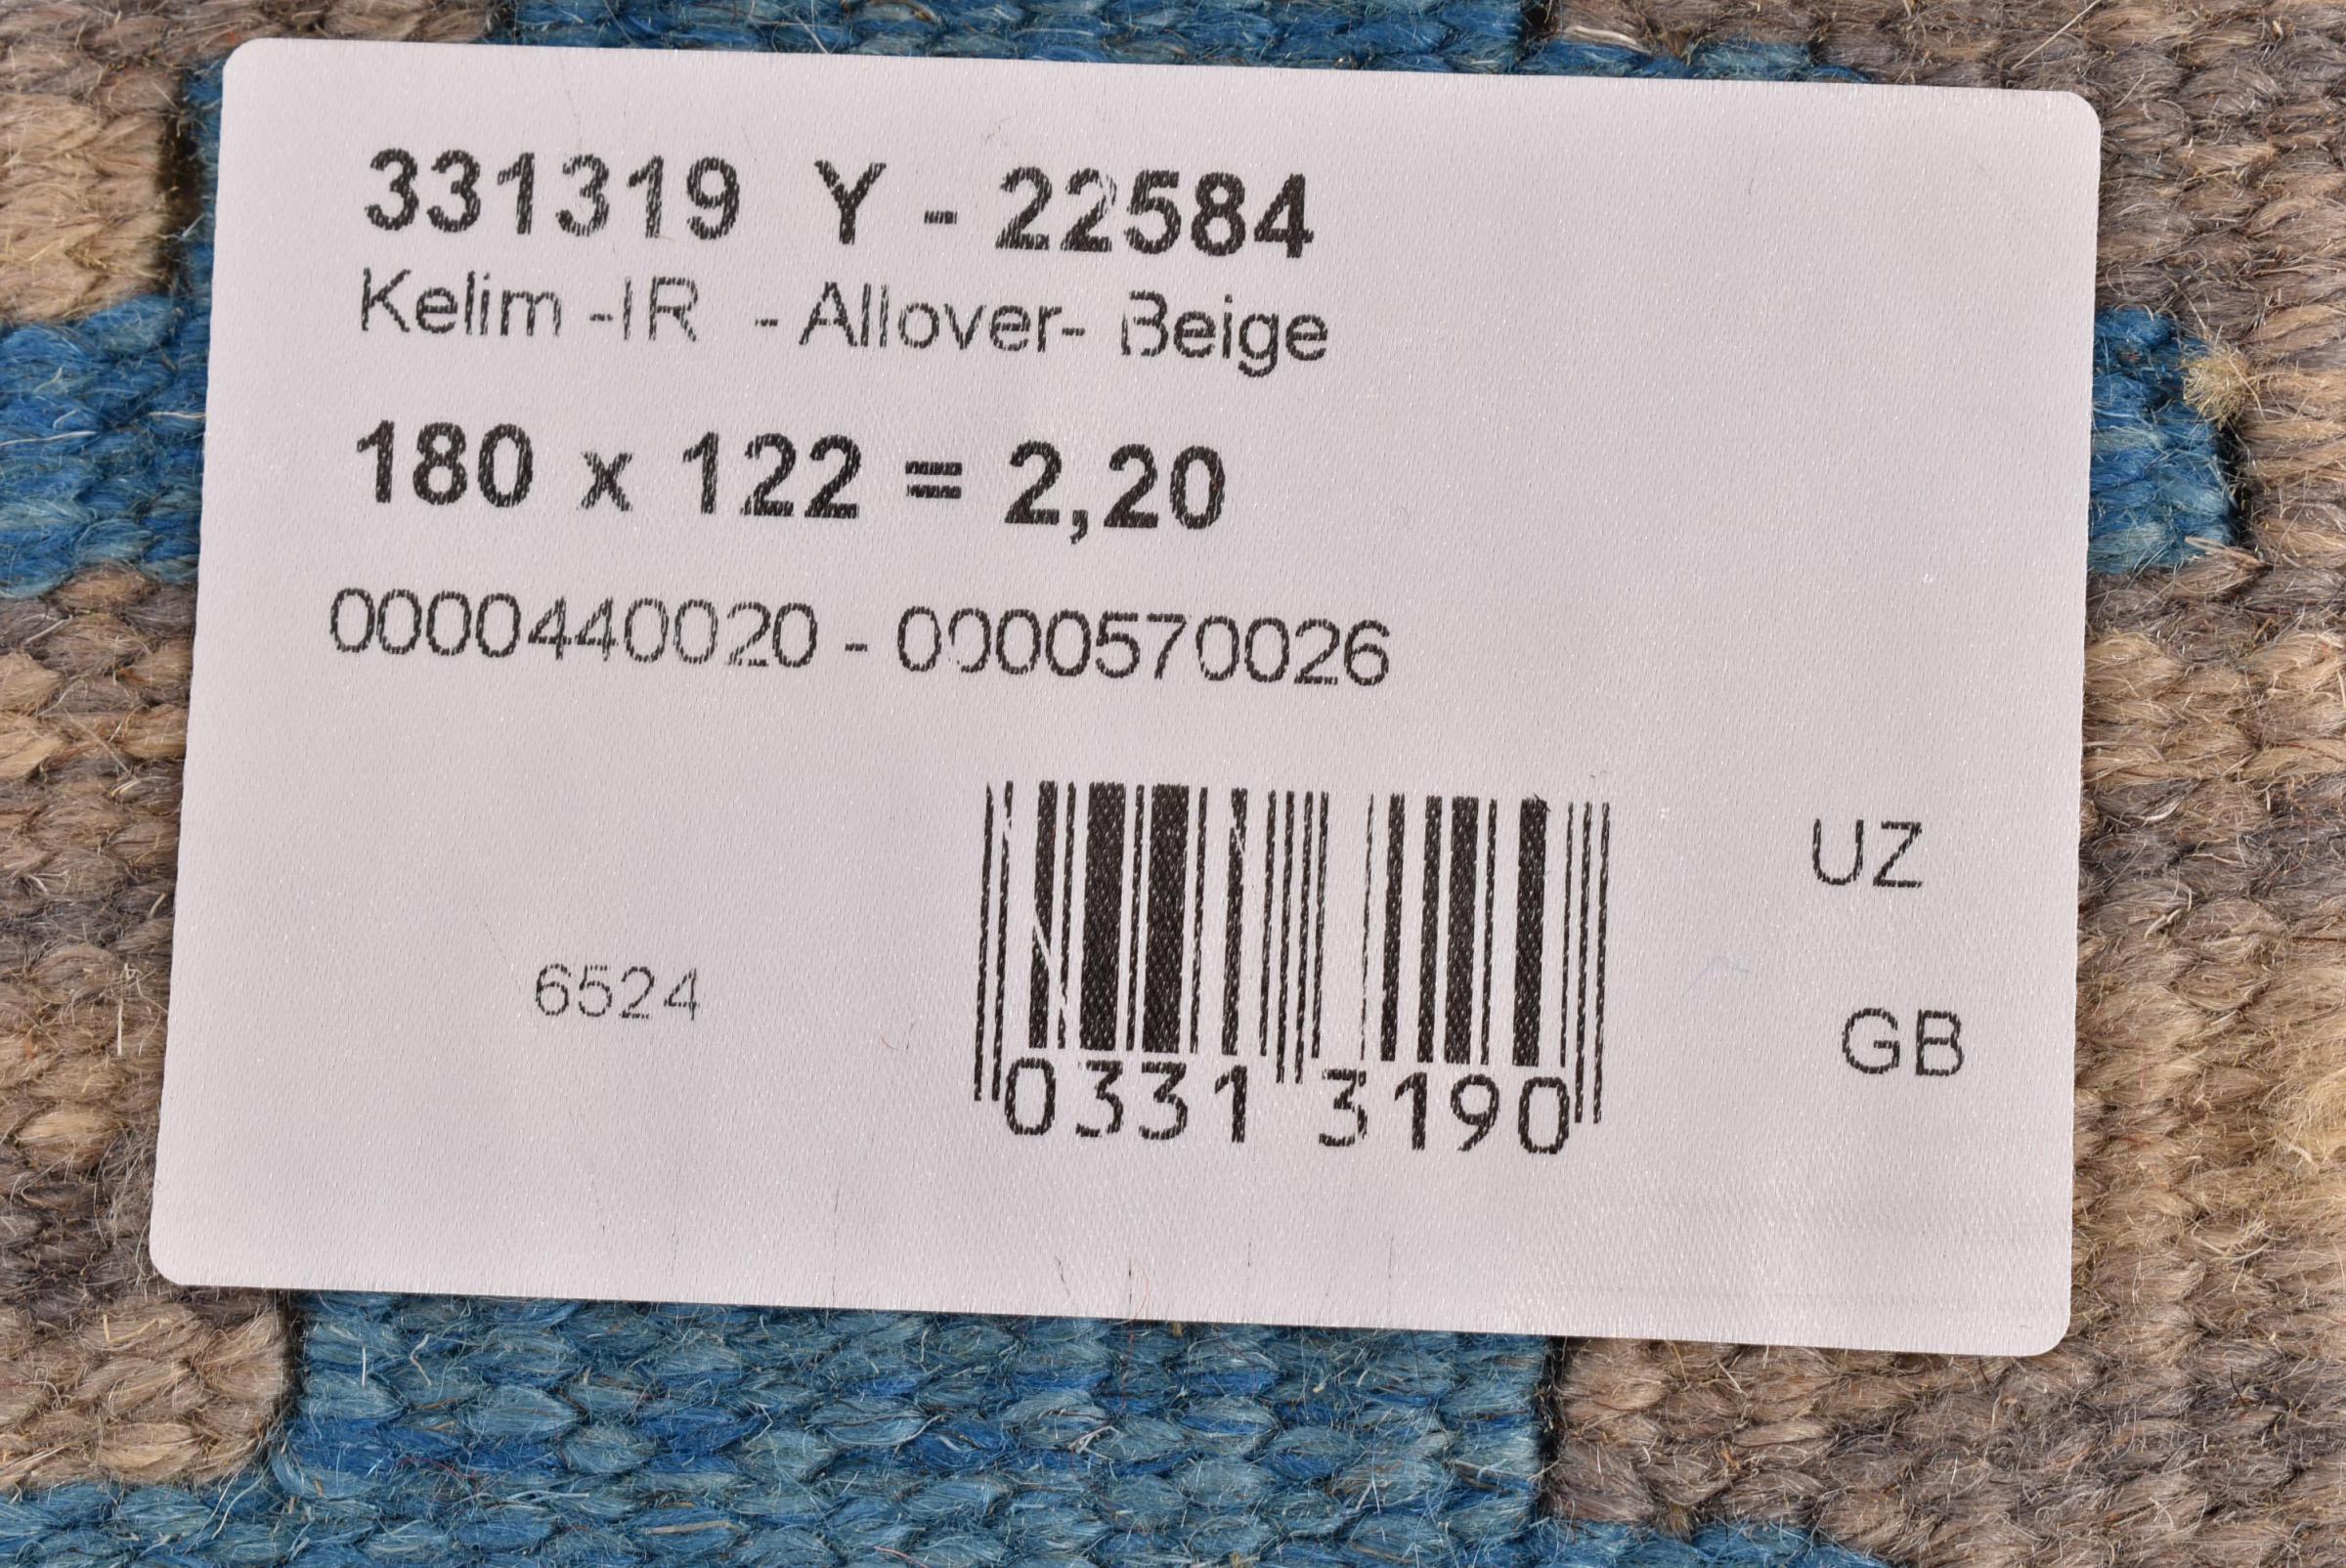 331319 Y - 22584
Kelim -IR - Allover- Beige
180 x 122 = 2,20
0000440020 - 0000570026
UZ
6524
GB
0331 3190